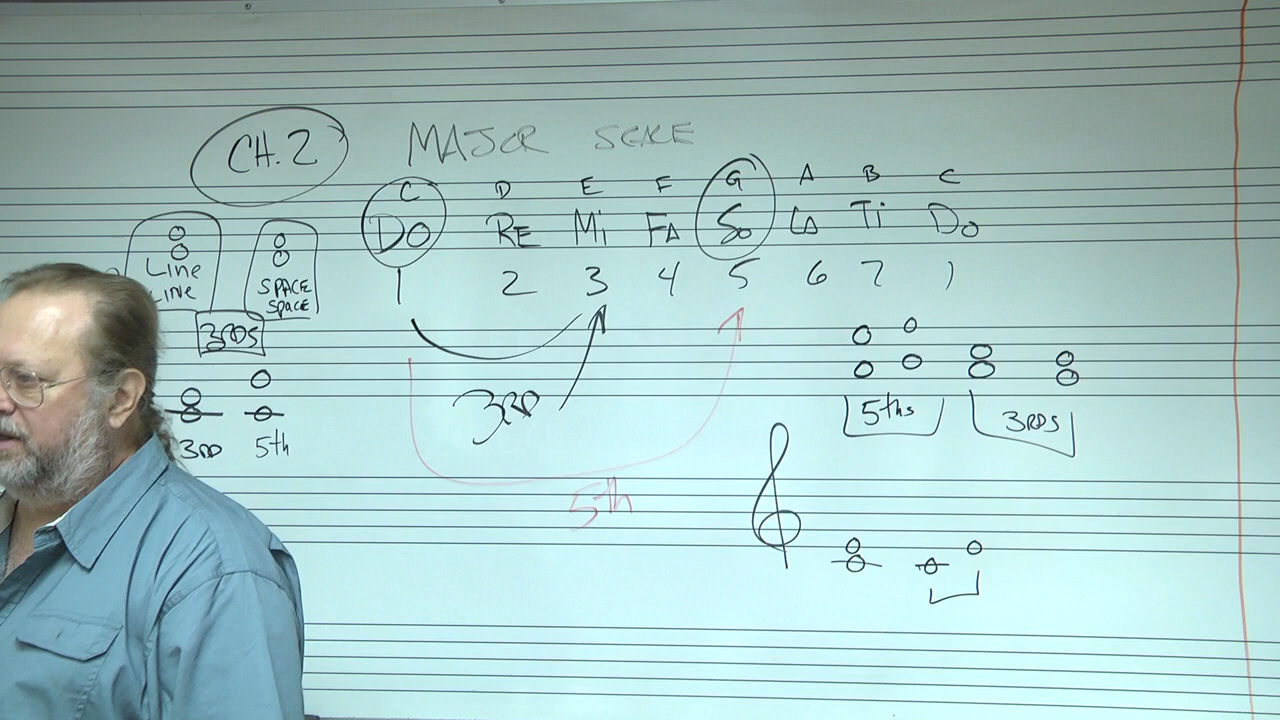 CH.2
MAJOR SCALE
C D E F G A B C
DO RE Mi FA So LA Ti Do
1 2 3 4 5 6 7 1
Line
Line
SPACE
SPACE
3RDS
3RD
5th
3RD
5th
5ths
3RDS